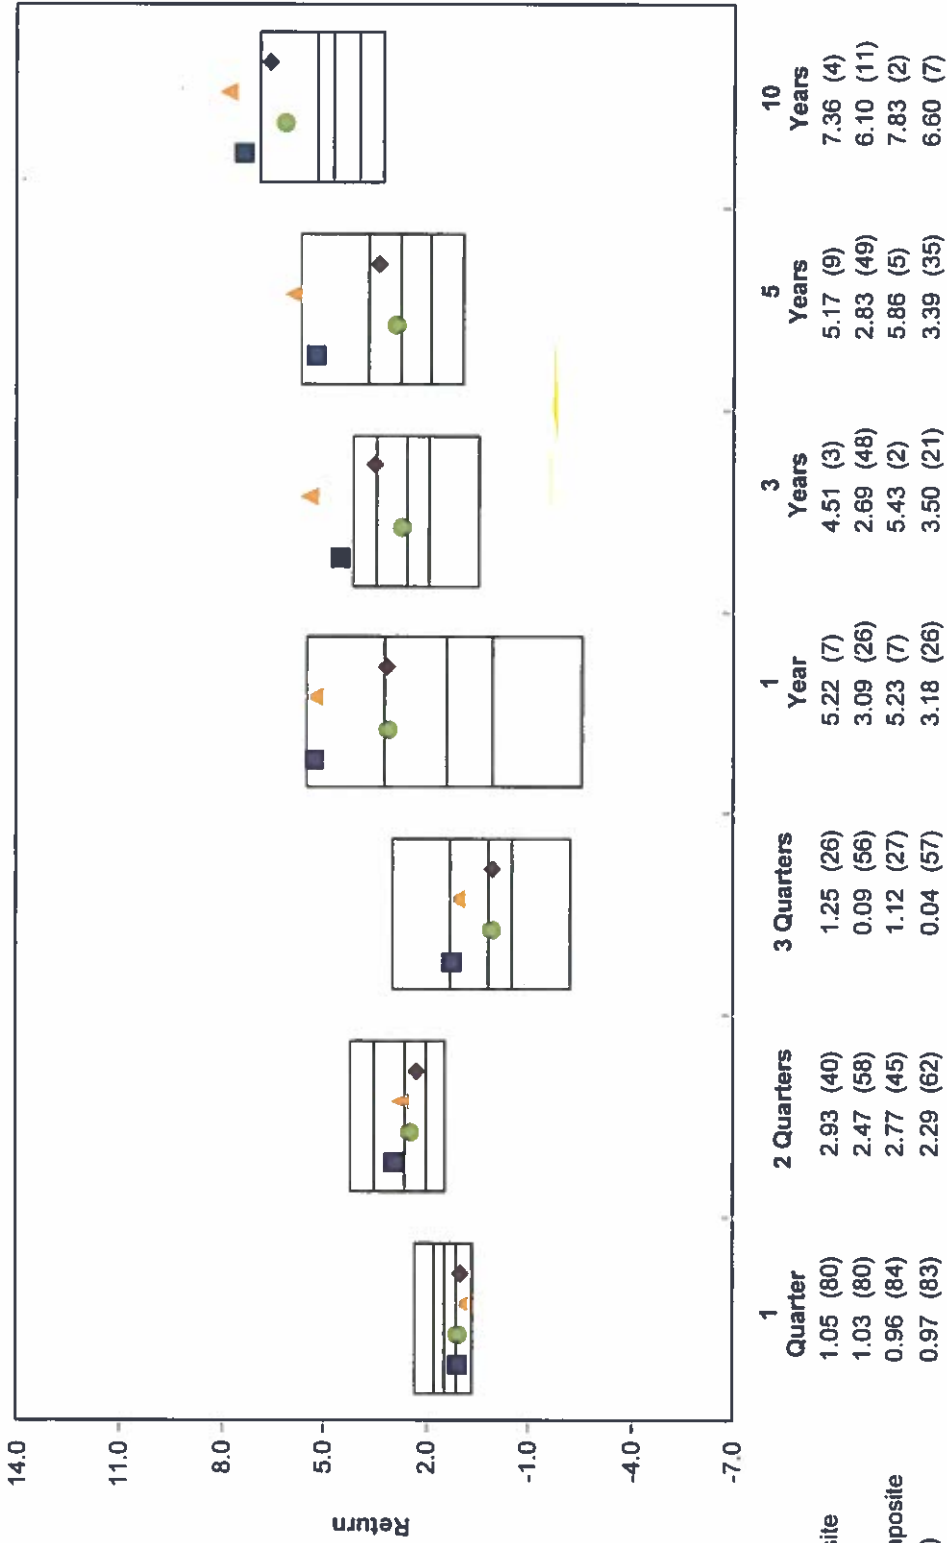 14.0
11.0
8.0
5.0
2.0
-1.0
-4.0
-7.0
Return
1 Quarter 2 Quarters 3 Quarters 1 Year 3 Years 5 Years 10 Years
1.05 (80) 2.93 (40) 1.25 (26) 5.22 (7) 4.51 (3) 5.17 (9) 7.36 (4)
1.03 (80) 2.47 (58) 0.09 (56) 3.09 (26) 2.69 (48) 2.83 (49) 6.10 (11)
0.96 (84) 2.77 (45) 1.12 (27) 5.23 (7) 5.43 (2) 5.86 (5) 7.83 (2)
0.97 (83) 2.29 (62) 0.04 (57) 3.18 (26) 3.50 (21) 3.39 (35) 6.60 (7)